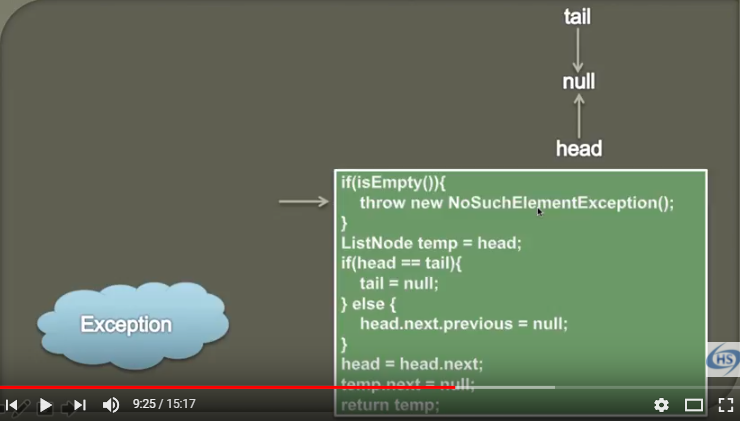 tail
null
head
if(isEmpty()){
throw new NoSuchElementException();
}
ListNode temp = head;
if(head == tail){
tail = null;
} else {
head.next.previous = null;
}
head = head.next;
temp.next = null;
return temp;
Exception
HS
9:25 / 15:17